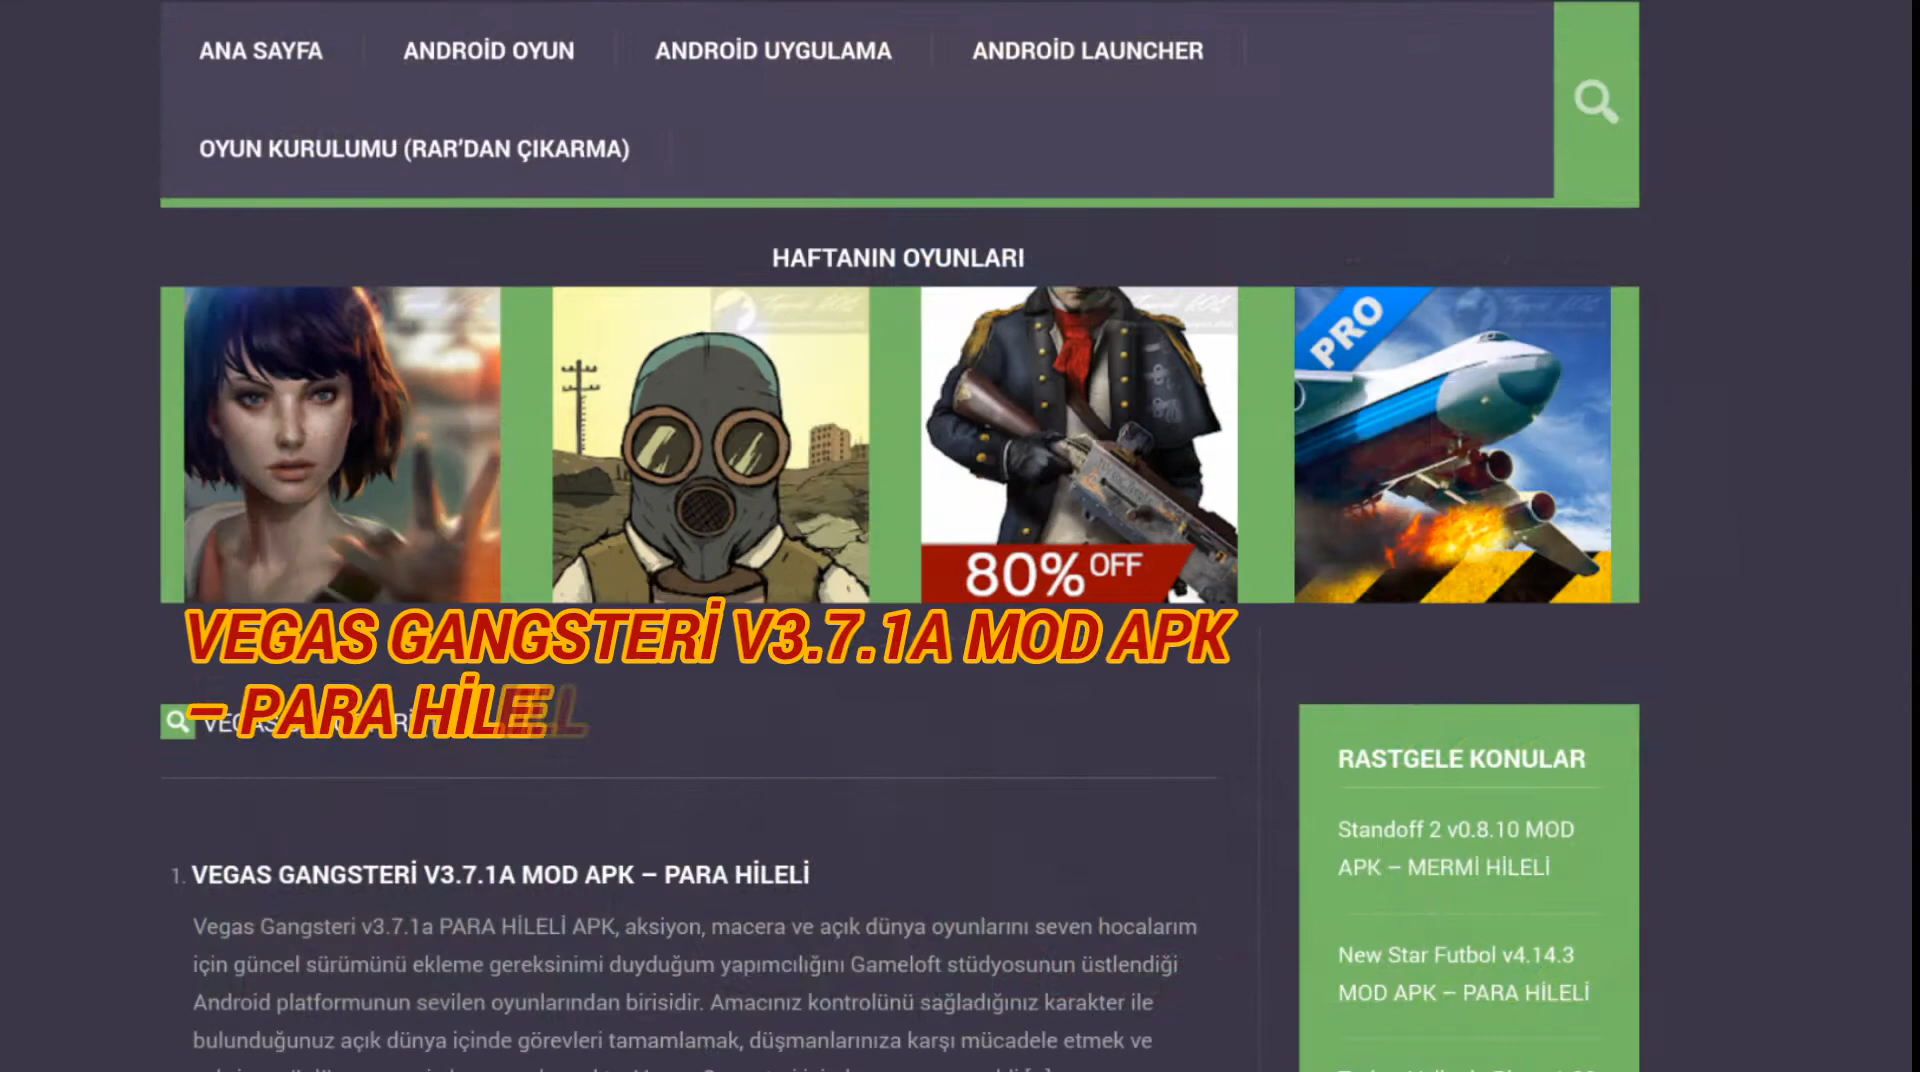 ANA SAYFA
ANDROİD OYUN
ANDROİD UYGULAMA
ANDROİD LAUNCHER
OYUN KURULUMU (RAR'DAN ÇIKARMA)
HAFTANIN OYUNLARI
PRO
80% OFF
VEGAS GANGSTERİ V3.7.1A MOD APK
– PARA HİLE
1. VEGAS GANGSTERİ V3.7.1A MOD APK – PARA HİLELİ
Vegas Gangsteri v3.7.1a PARA HİLELİ APK, aksiyon, macera ve açık dünya oyunlarını seven hocalarım
için güncel sürümünü ekleme gereksinimi duyduğum yapımcılığını Gameloft stüdyosunun üstlendiği
Android platformunun sevilen oyunlarından birisidir. Amacınız kontrolünü sağladığınız karakter ile
bulunduğunuz açık dünya içinde görevleri tamamlamak, düşmanlarınıza karşı mücadele etmek ve
RASTGELE KONULAR
Standoff 2 v0.8.10 MOD
APK – MERMİ HİLELİ
New Star Futbol v4.14.3
MOD APK – PARA HİLELİ